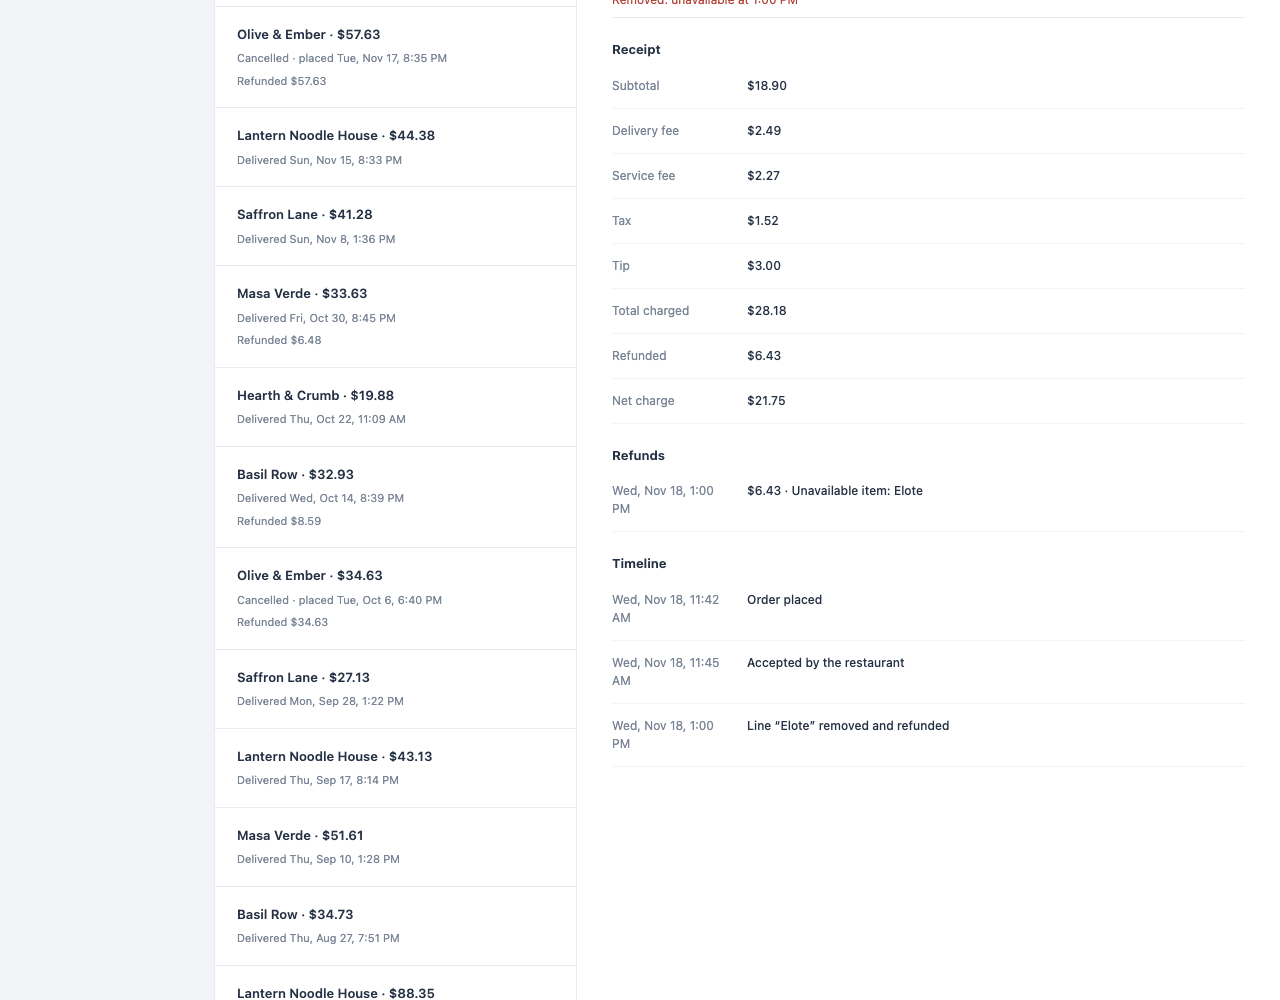 Olive & Ember · $57.63
Cancelled · placed Tue, Nov 17, 8:35 PM
Refunded $57.63
Lantern Noodle House · $44.38
Delivered Sun, Nov 15, 8:33 PM
Saffron Lane · $41.28
Delivered Sun, Nov 8, 1:36 PM
Masa Verde · $33.63
Delivered Fri, Oct 30, 8:45 PM
Refunded $6.48
Hearth & Crumb · $19.88
Delivered Thu, Oct 22, 11:09 AM
Basil Row · $32.93
Delivered Wed, Oct 14, 8:39 PM
Refunded $8.59
Olive & Ember · $34.63
Cancelled · placed Tue, Oct 6, 6:40 PM
Refunded $34.63
Saffron Lane · $27.13
Delivered Mon, Sep 28, 1:22 PM
Lantern Noodle House · $43.13
Delivered Thu, Sep 17, 8:14 PM
Masa Verde · $51.61
Delivered Thu, Sep 10, 1:28 PM
Basil Row · $34.73
Delivered Thu, Aug 27, 7:51 PM
Lantern Noodle House · $88.35
Removed: unavailable at 1:00 PM
Receipt
Subtotal $18.90
Delivery fee $2.49
Service fee $2.27
Tax $1.52
Tip $3.00
Total charged $28.18
Refunded $6.43
Net charge $21.75
Refunds
Wed, Nov 18, 1:00 PM $6.43 · Unavailable item: Elote
Timeline
Wed, Nov 18, 11:42 AM Order placed
Wed, Nov 18, 11:45 AM Accepted by the restaurant
Wed, Nov 18, 1:00 PM Line “Elote” removed and refunded